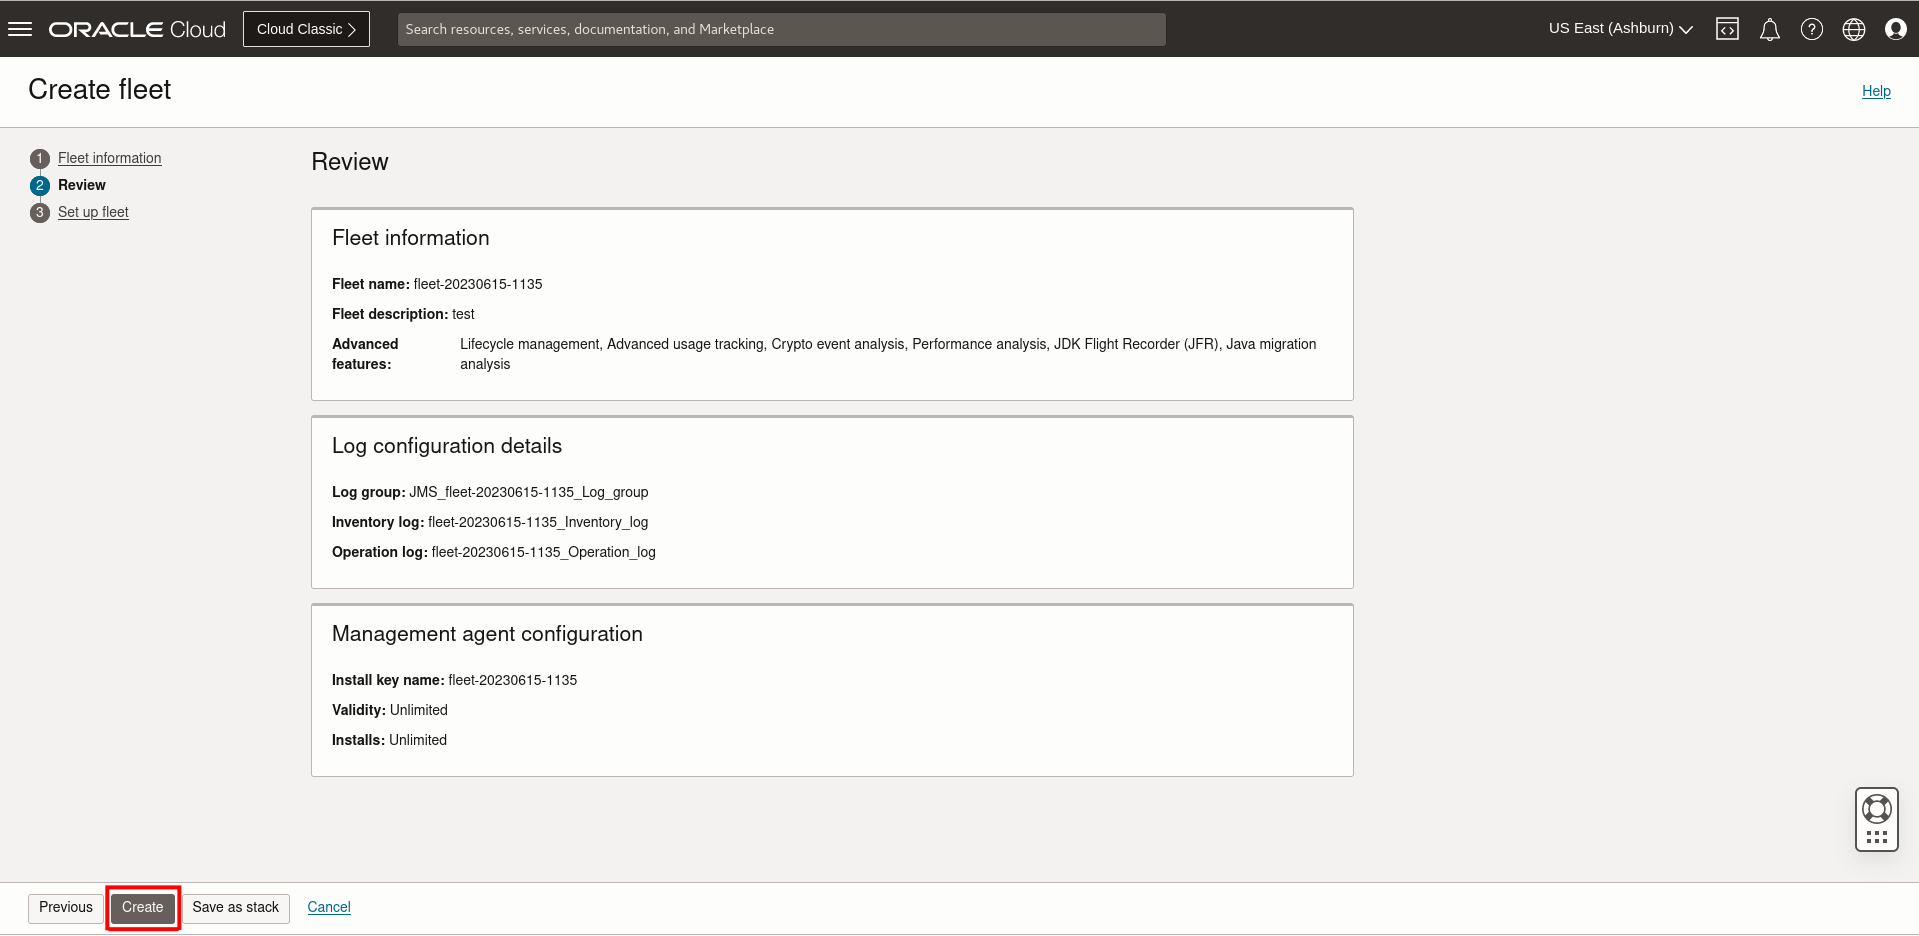 ORACLE Cloud
Cloud Classic
Search resources, services, documentation, and Marketplace
US East (Ashburn)
Create fleet
Help
1 Fleet information
2 Review
3 Set up fleet
Review
Fleet information
Fleet name: fleet-20230615-1135
Fleet description: test
Advanced features: Lifecycle management, Advanced usage tracking, Crypto event analysis, Performance analysis, JDK Flight Recorder (JFR), Java migration
analysis
Log configuration details
Log group: JMS_fleet-20230615-1135_Log_group
Inventory log: fleet-20230615-1135_Inventory_log
Operation log: fleet-20230615-1135_Operation_log
Management agent configuration
Install key name: fleet-20230615-1135
Validity: Unlimited
Installs: Unlimited
Previous
Create
Save as stack
Cancel